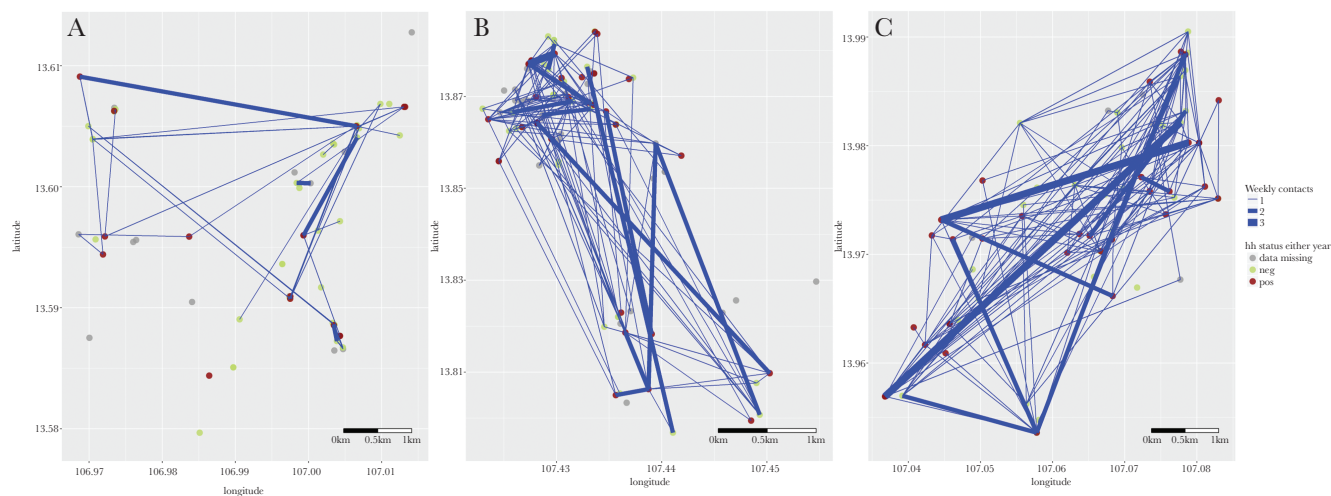 A
13.61
13.60
13.59
13.58
latitude
106.97 106.98 106.99 107.00 107.01
longitude
0km 0.5km 1km
B
13.87
13.85
13.83
13.81
latitude
107.43 107.44 107.45
longitude
0km 0.5km 1km
C
13.99
13.98
13.97
13.96
latitude
107.04 107.05 107.06 107.07 107.08
longitude
0km 0.5km 1km
Weekly contacts
1
2
3
hh status either year
data missing
neg
pos